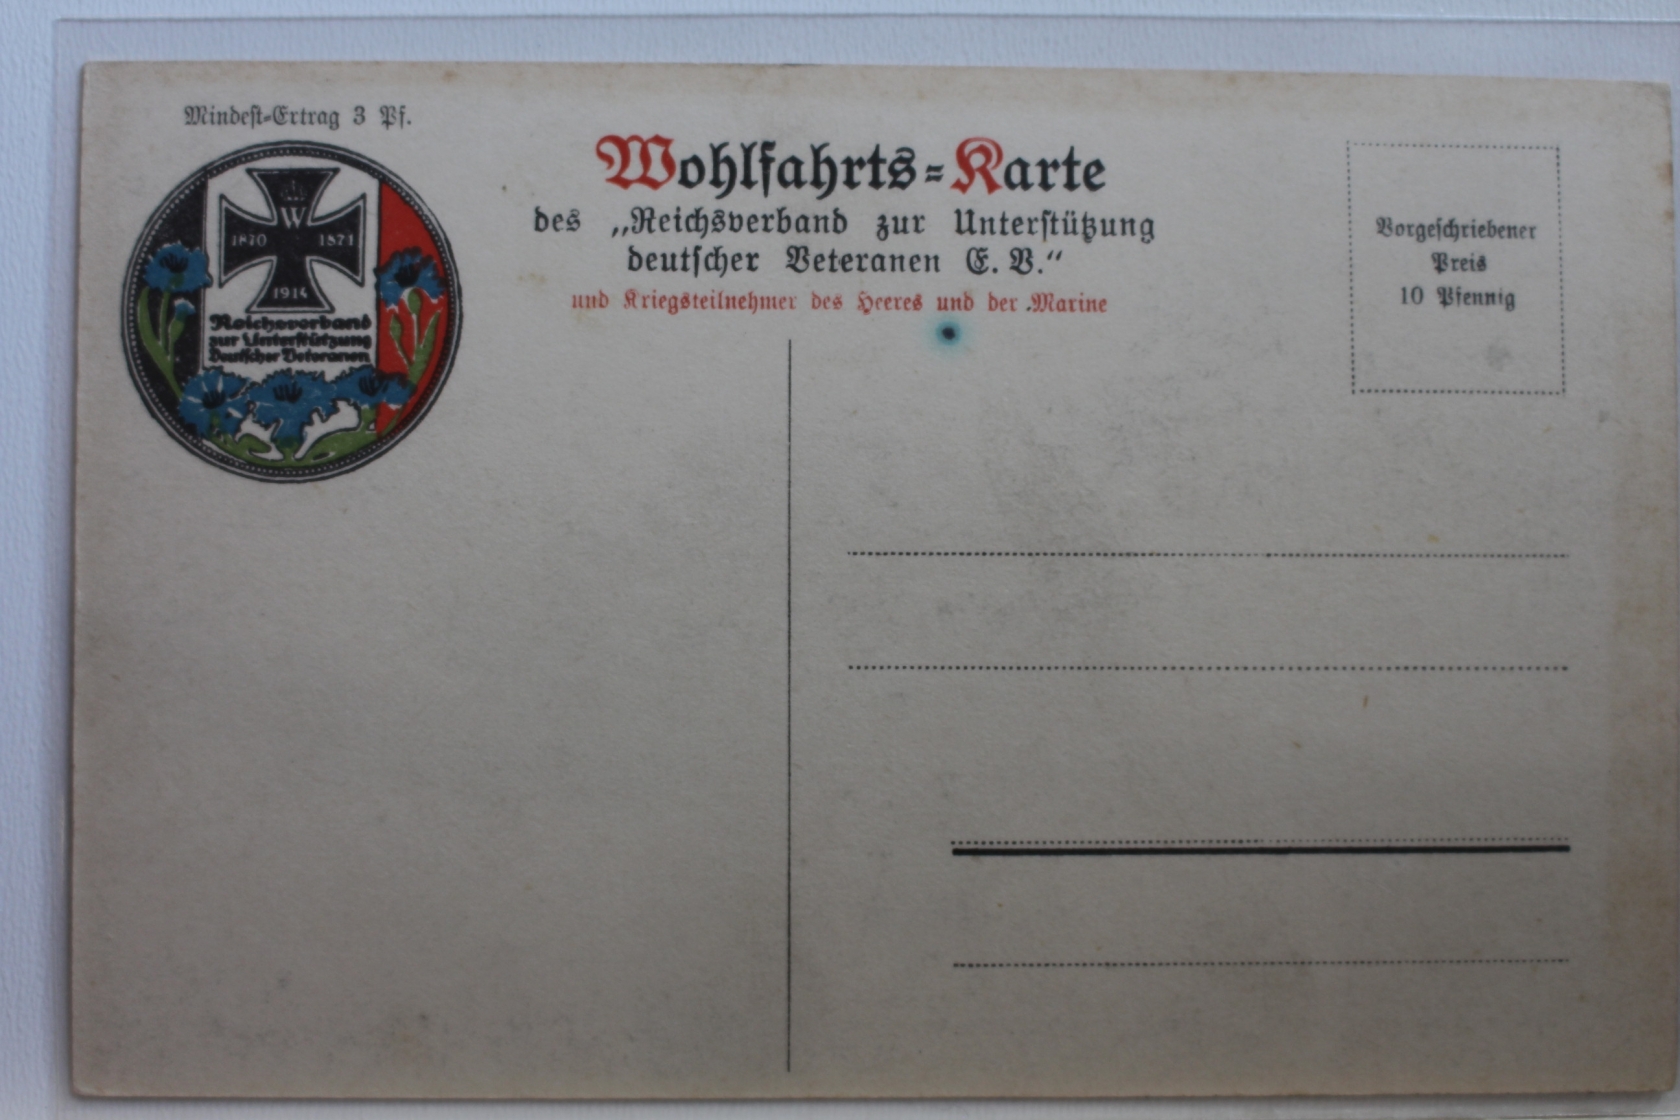 Mindeſt-Ertrag 3 Pf.
W
1870 1871
1914
Reichsverband
zur Unterſtützung
Deutſcher Veteranen
Wohlfahrts-Karte
des „Reichsverband zur Unterſtützung
deutſcher Veteranen E. V.“
und Kriegsteilnehmer des Heeres und der Marine
Vorgeſchriebener
Preis
10 Pfennig